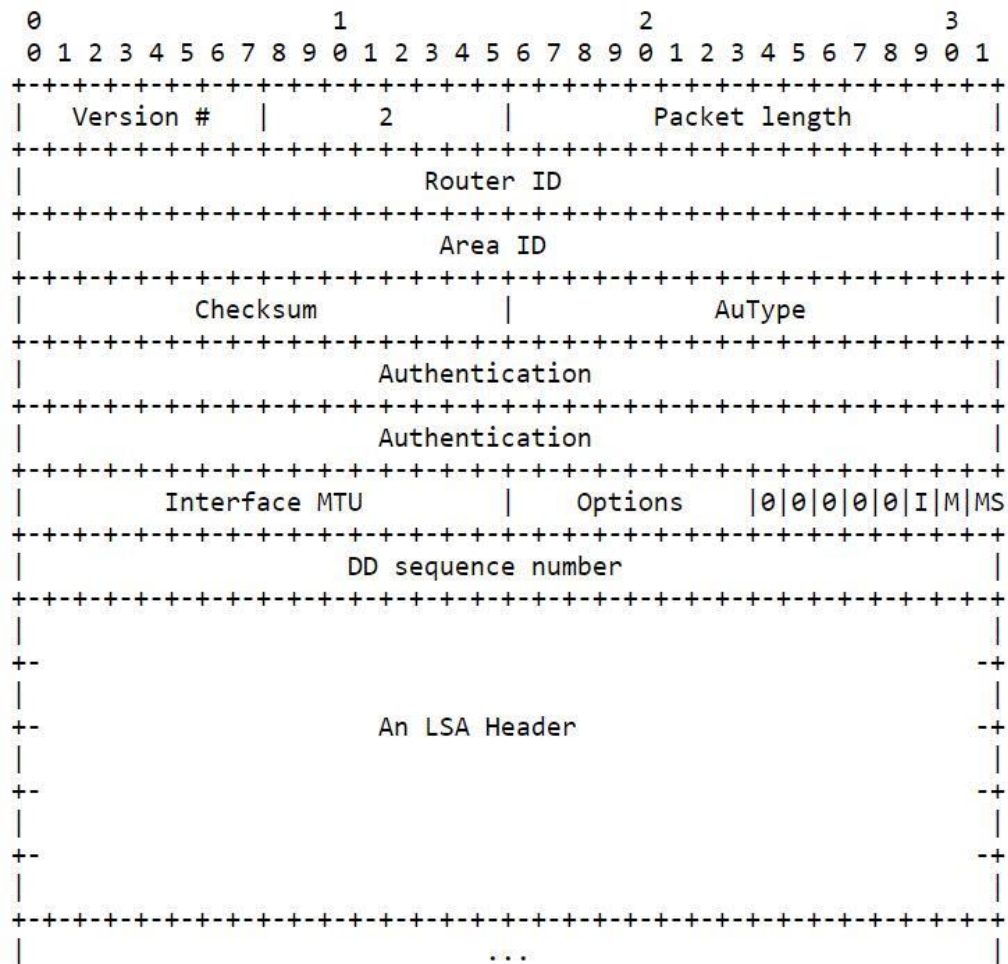 0                   1                   2                   3
0 1 2 3 4 5 6 7 8 9 0 1 2 3 4 5 6 7 8 9 0 1 2 3 4 5 6 7 8 9 0 1
+-+-+-+-+-+-+-+-+-+-+-+-+-+-+-+-+-+-+-+-+-+-+-+-+-+-+-+-+-+-+-+-+
|   Version #   |       2       |         Packet length         |
+-+-+-+-+-+-+-+-+-+-+-+-+-+-+-+-+-+-+-+-+-+-+-+-+-+-+-+-+-+-+-+-+
|                          Router ID                            |
+-+-+-+-+-+-+-+-+-+-+-+-+-+-+-+-+-+-+-+-+-+-+-+-+-+-+-+-+-+-+-+-+
|                           Area ID                             |
+-+-+-+-+-+-+-+-+-+-+-+-+-+-+-+-+-+-+-+-+-+-+-+-+-+-+-+-+-+-+-+-+
|           Checksum            |             AuType            |
+-+-+-+-+-+-+-+-+-+-+-+-+-+-+-+-+-+-+-+-+-+-+-+-+-+-+-+-+-+-+-+-+
|                       Authentication                          |
+-+-+-+-+-+-+-+-+-+-+-+-+-+-+-+-+-+-+-+-+-+-+-+-+-+-+-+-+-+-+-+-+
|                       Authentication                          |
+-+-+-+-+-+-+-+-+-+-+-+-+-+-+-+-+-+-+-+-+-+-+-+-+-+-+-+-+-+-+-+-+
|         Interface MTU         |    Options    |0|0|0|0|0|I|M|MS
+-+-+-+-+-+-+-+-+-+-+-+-+-+-+-+-+-+-+-+-+-+-+-+-+-+-+-+-+-+-+-+-+
|                     DD sequence number                        |
+-+-+-+-+-+-+-+-+-+-+-+-+-+-+-+-+-+-+-+-+-+-+-+-+-+-+-+-+-+-+-+-+
|                                                               |
+-                                                             -+
|                                                               |
+-                      An LSA Header                          -+
|                                                               |
+-                                                             -+
|                                                               |
+-                                                             -+
|                                                               |
+-+-+-+-+-+-+-+-+-+-+-+-+-+-+-+-+-+-+-+-+-+-+-+-+-+-+-+-+-+-+-+-+
|                              ...                              |